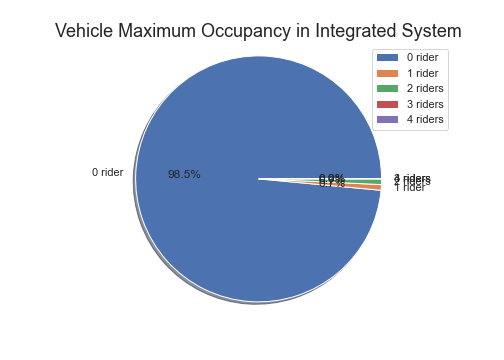 Vehicle Maximum Occupancy in Integrated System
0 rider
1 rider
2 riders
3 riders
4 riders
0 rider
98.5%
1 rider